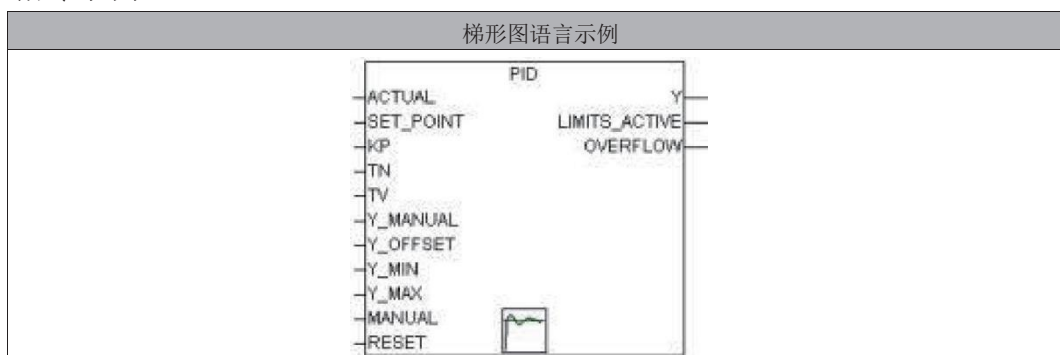 梯形图语言示例
PID
ACTUAL Y
SET_POINT LIMITS_ACTIVE
KP OVERFLOW
TN
TV
Y_MANUAL
Y_OFFSET
Y_MIN
Y_MAX
MANUAL
RESET